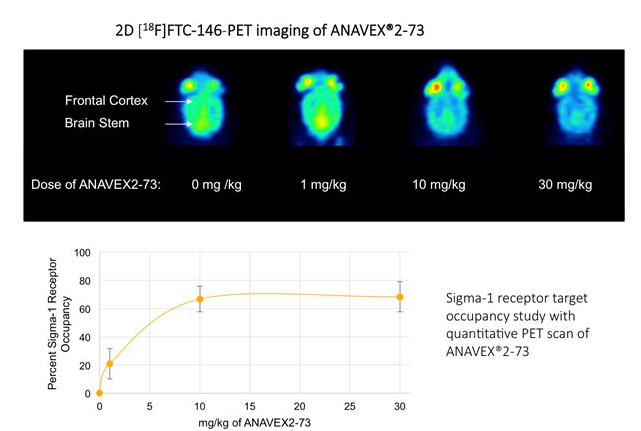 2D [¹⁸F]FTC-146-PET imaging of ANAVEX®2-73
Frontal Cortex
Brain Stem
Dose of ANAVEX2-73: 0 mg /kg 1 mg/kg 10 mg/kg 30 mg/kg
Percent Sigma-1 Receptor
Occupancy
100
80
60
40
20
0
0 5 10 15 20 25 30
mg/kg of ANAVEX2-73
Sigma-1 receptor target
occupancy study with
quantitative PET scan of
ANAVEX®2-73